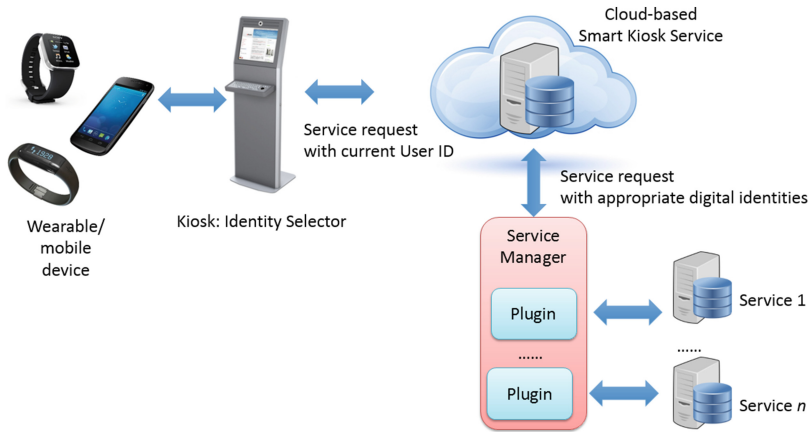 Cloud-based
Smart Kiosk Service
Service request
with current User ID
Wearable/
mobile
device
Kiosk: Identity Selector
Service request
with appropriate digital identities
Service
Manager
Plugin
Service 1
......
......
Plugin
Service n